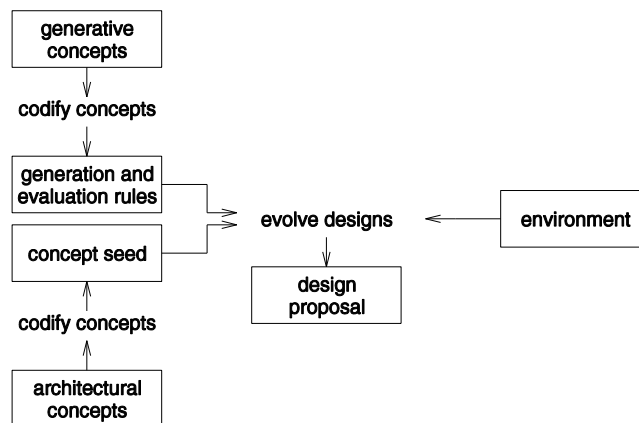 generative
concepts
codify concepts
generation and
evaluation rules
evolve designs
environment
concept seed
design
proposal
codify concepts
architectural
concepts